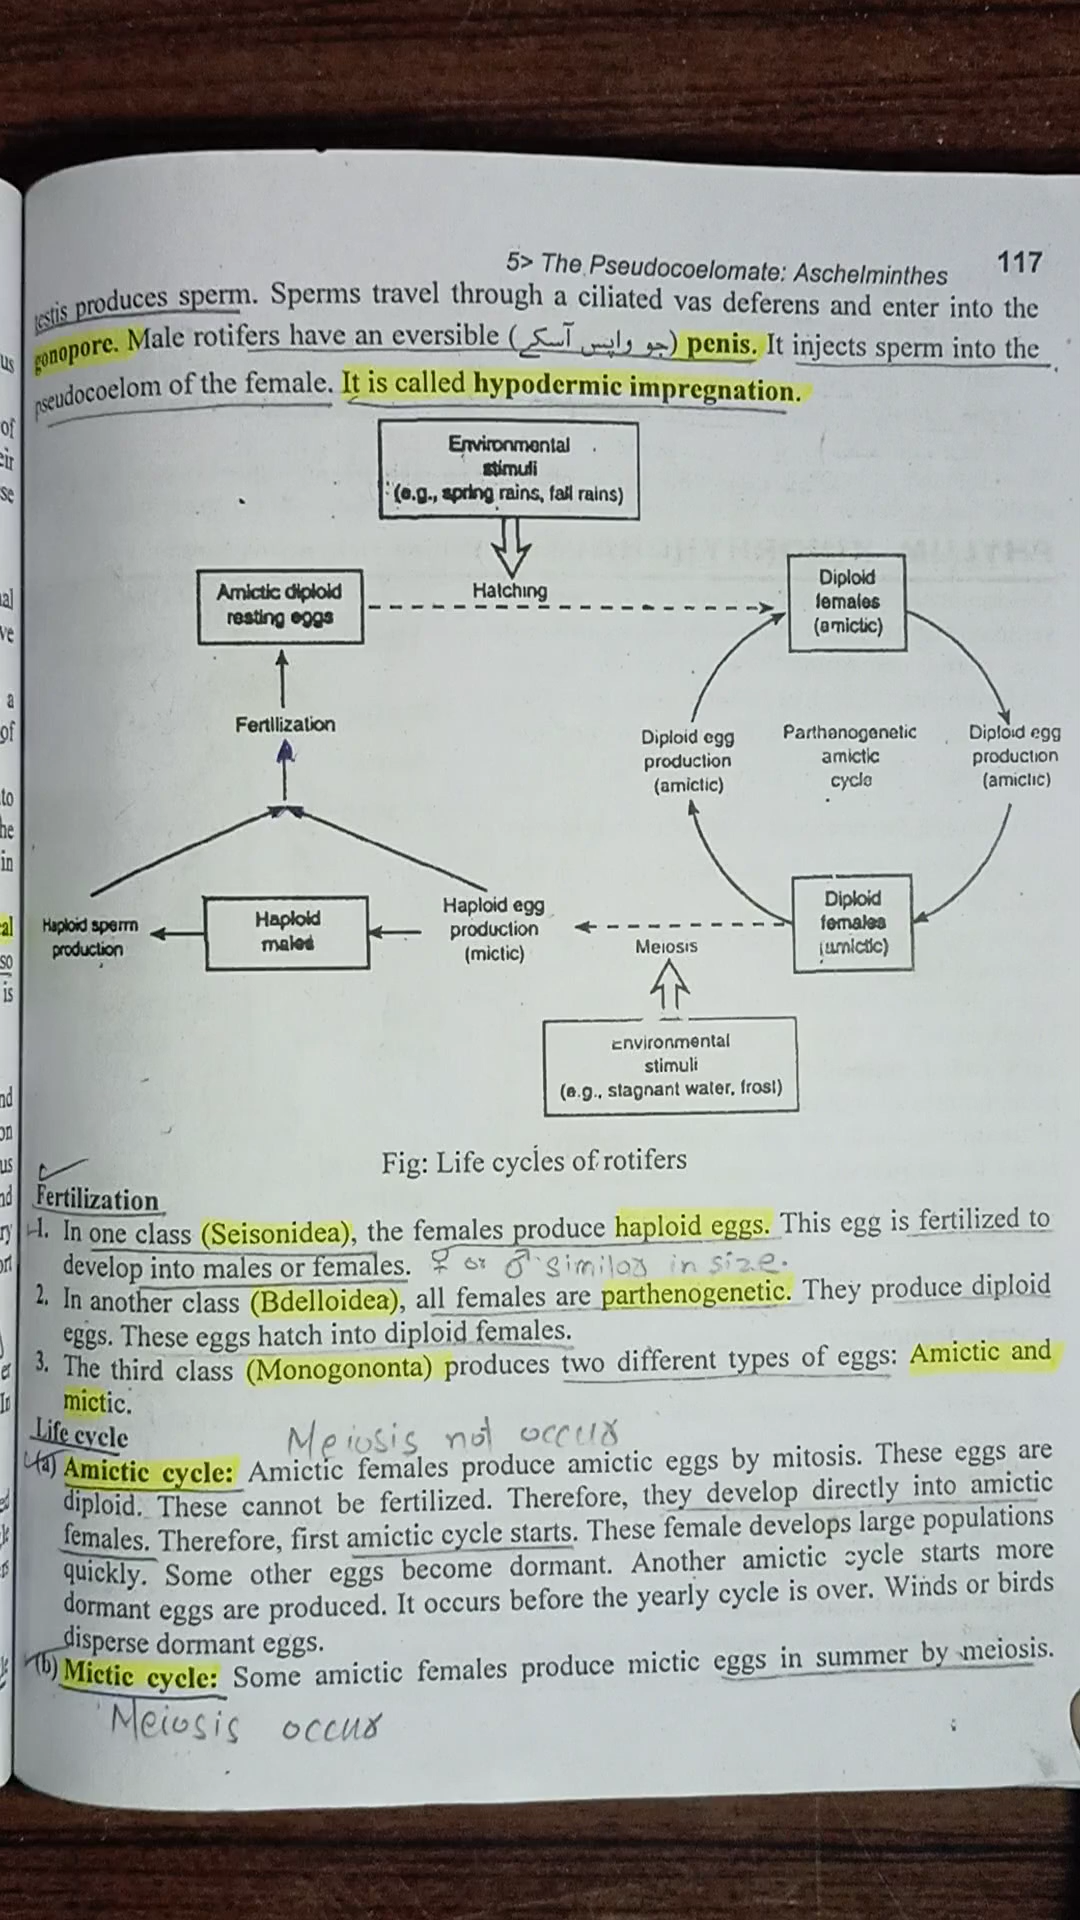 5> The Pseudocoelomate: Aschelminthes 117
testis produces sperm. Sperms travel through a ciliated vas deferens and enter into the
gonopore. Male rotifers have an eversible (جو واپس آسکے) penis. It injects sperm into the
pseudocoelom of the female. It is called hypodermic impregnation.
Environmental
stimuli
(e.g., spring rains, fall rains)
Hatching
Amictic diploid
resting eggs
Diploid
females
(amictic)
Fertilization
Diploid egg
production
(amictic)
Parthenogenetic
amictic
cycle
Diploid egg
production
(amictic)
Haploid sperm
production
Haploid
males
Haploid egg
production
(mictic)
Meiosis
Diploid
females
(amictic)
Environmental
stimuli
(e.g., stagnant water, frost)
Fig: Life cycles of rotifers
Fertilization
1. In one class (Seisonidea), the females produce haploid eggs. This egg is fertilized to
develop into males or females. ♀ or ♂ similar in size.
2. In another class (Bdelloidea), all females are parthenogenetic. They produce diploid
eggs. These eggs hatch into diploid females.
3. The third class (Monogononta) produces two different types of eggs: Amictic and
mictic.
Life cycle
Meiosis not occur
(a) Amictic cycle: Amictic females produce amictic eggs by mitosis. These eggs are
diploid. These cannot be fertilized. Therefore, they develop directly into amictic
females. Therefore, first amictic cycle starts. These female develops large populations
quickly. Some other eggs become dormant. Another amictic cycle starts more
dormant eggs are produced. It occurs before the yearly cycle is over. Winds or birds
disperse dormant eggs.
(b) Mictic cycle: Some amictic females produce mictic eggs in summer by meiosis.
Meiosis occur